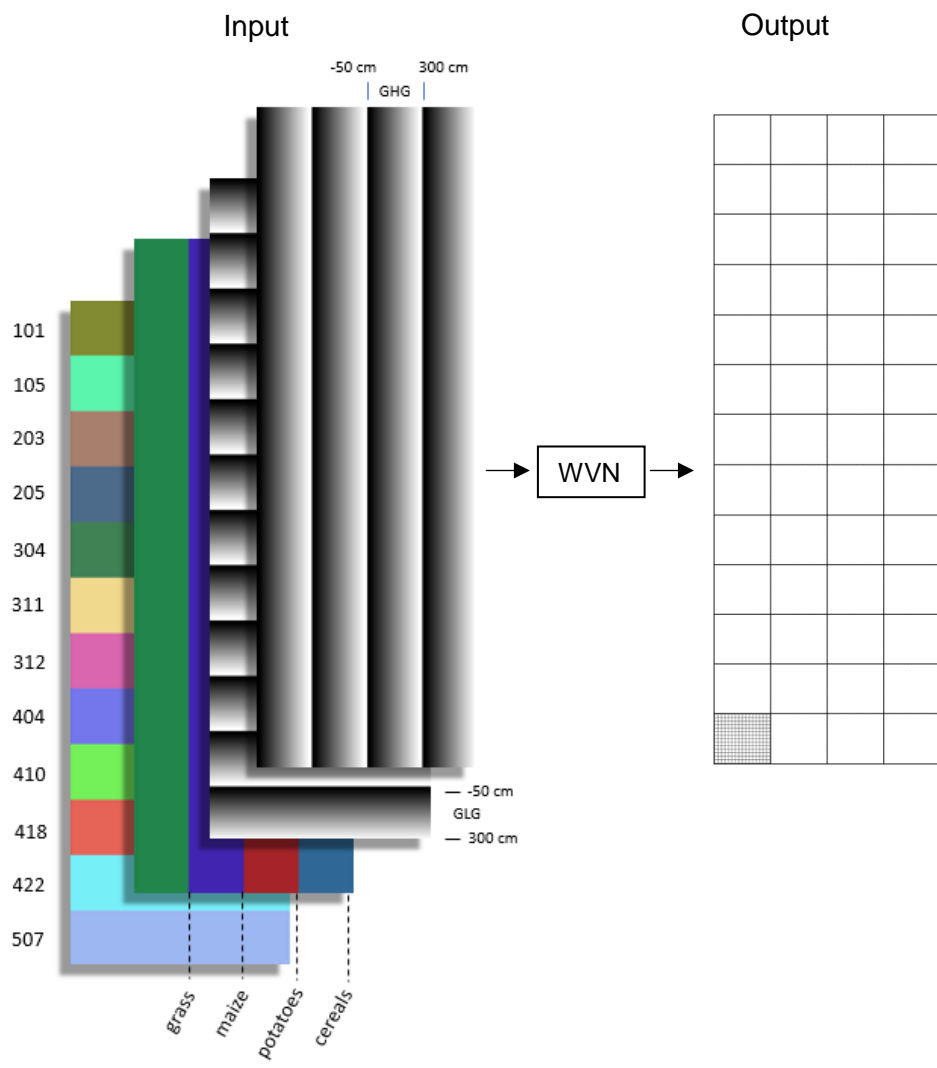 Input
Output
-50 cm
300 cm
GHG
101
105
203
205
304
311
312
404
410
418
422
507
WVN
-50 cm
GLG
300 cm
grass
maize
potatoes
cereals